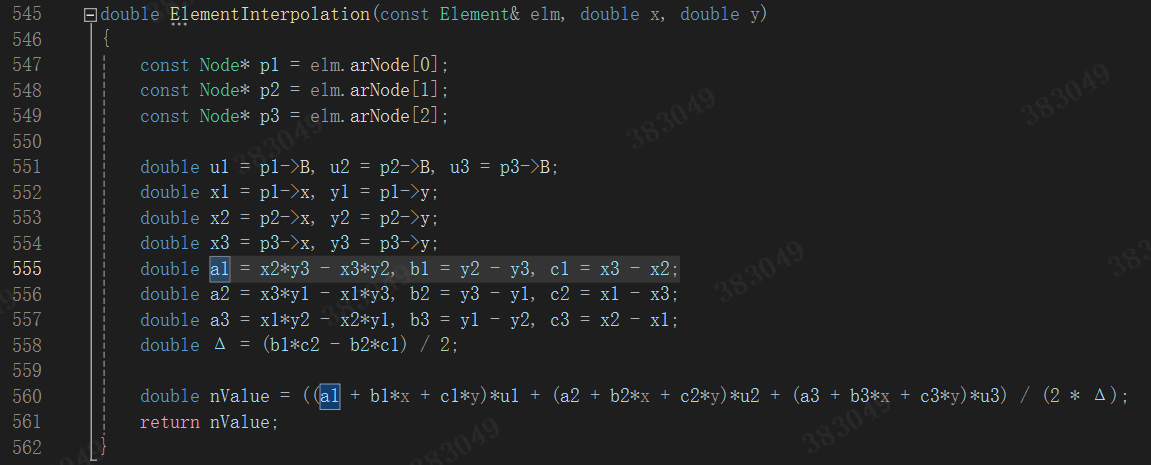 545 double ElementInterpolation(const Element& elm, double x, double y)
546 {
547 const Node* p1 = elm.arNode[0];
548 const Node* p2 = elm.arNode[1];
549 const Node* p3 = elm.arNode[2];
550
551 double u1 = p1->B, u2 = p2->B, u3 = p3->B;
552 double x1 = p1->x, y1 = p1->y;
553 double x2 = p2->x, y2 = p2->y;
554 double x3 = p3->x, y3 = p3->y;
555 double a1 = x2*y3 - x3*y2, b1 = y2 - y3, c1 = x3 - x2;
556 double a2 = x3*y1 - x1*y3, b2 = y3 - y1, c2 = x1 - x3;
557 double a3 = x1*y2 - x2*y1, b3 = y1 - y2, c3 = x2 - x1;
558 double Δ = (b1*c2 - b2*c1) / 2;
559
560 double nValue = ((a1 + b1*x + c1*y)*u1 + (a2 + b2*x + c2*y)*u2 + (a3 + b3*x + c3*y)*u3) / (2 * Δ);
561 return nValue;
562 }
383049
383049
383049
383049
383049
383049
383049
383049
383049
383049